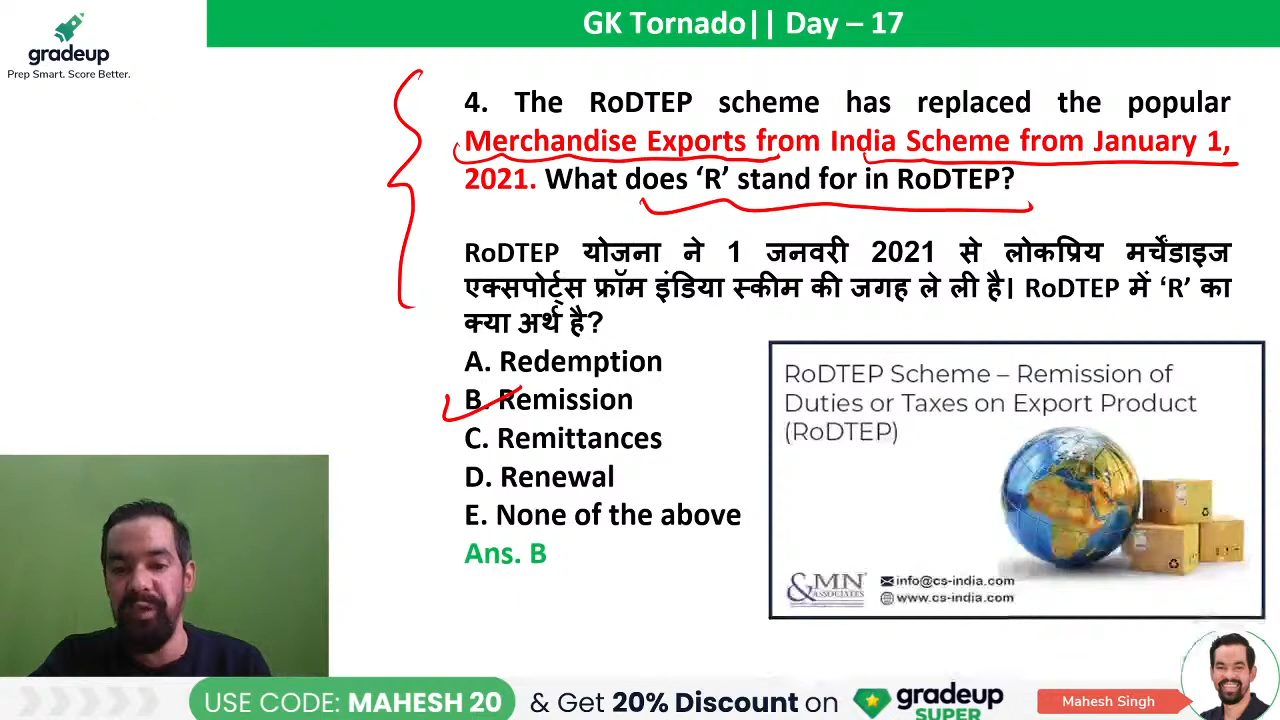 GK Tornado|| Day – 17
gradeup
Prep Smart. Score Better.
4. The RoDTEP scheme has replaced the popular
Merchandise Exports from India Scheme from January 1,
2021. What does ‘R’ stand for in RoDTEP?
RoDTEP योजना ने 1 जनवरी 2021 से लोकप्रिय मर्चेंडाइज
एक्सपोर्ट्स फ्रॉम इंडिया स्कीम की जगह ले ली है। RoDTEP में ‘R’ का
क्या अर्थ है?
A. Redemption
B. Remission
C. Remittances
D. Renewal
E. None of the above
Ans. B
RoDTEP Scheme – Remission of
Duties or Taxes on Export Product
(RoDTEP)
&MN
ASSOCIATES
info@cs-india.com
www.cs-india.com
USE CODE: MAHESH 20 & Get 20% Discount on
gradeup
SUPER
Mahesh Singh